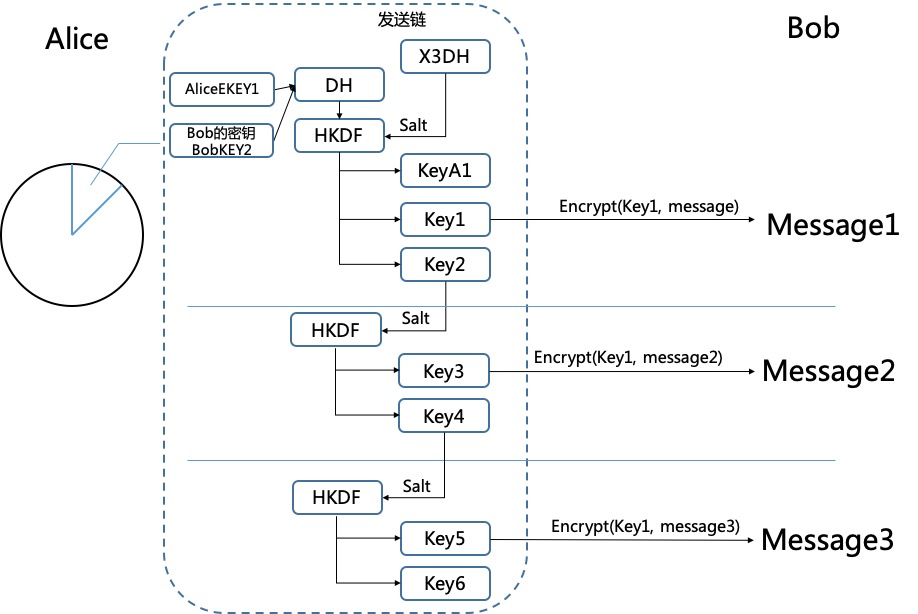 Alice
发送链
Bob
X3DH
AliceEKEY1
DH
Bob的密钥
BobKEY2
HKDF
Salt
KeyA1
Key1
Encrypt(Key1, message)
Message1
Key2
HKDF
Salt
Key3
Encrypt(Key1, message2)
Message2
Key4
HKDF
Salt
Key5
Encrypt(Key1, message3)
Message3
Key6